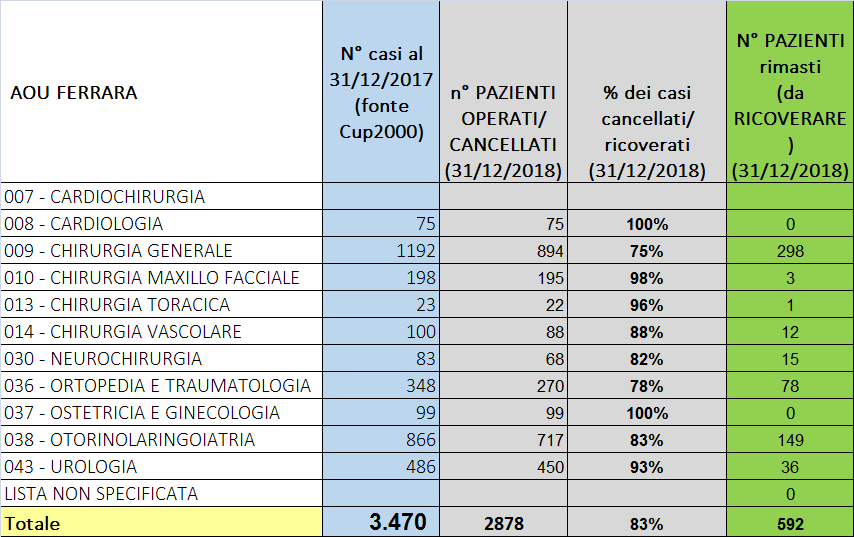 AOU FERRARA
N° casi al 31/12/2017 (fonte Cup2000)
n° PAZIENTI OPERATI/ CANCELLATI (31/12/2018)
% dei casi cancellati/ ricoverati (31/12/2018)
N° PAZIENTI rimasti (da RICOVERARE ) (31/12/2018)
007 - CARDIOCHIRURGIA
008 - CARDIOLOGIA 75 75 100% 0
009 - CHIRURGIA GENERALE 1192 894 75% 298
010 - CHIRURGIA MAXILLO FACCIALE 198 195 98% 3
013 - CHIRURGIA TORACICA 23 22 96% 1
014 - CHIRURGIA VASCOLARE 100 88 88% 12
030 - NEUROCHIRURGIA 83 68 82% 15
036 - ORTOPEDIA E TRAUMATOLOGIA 348 270 78% 78
037 - OSTETRICIA E GINECOLOGIA 99 99 100% 0
038 - OTORINOLARINGOIATRIA 866 717 83% 149
043 - UROLOGIA 486 450 93% 36
LISTA NON SPECIFICATA 0
Totale 3.470 2878 83% 592